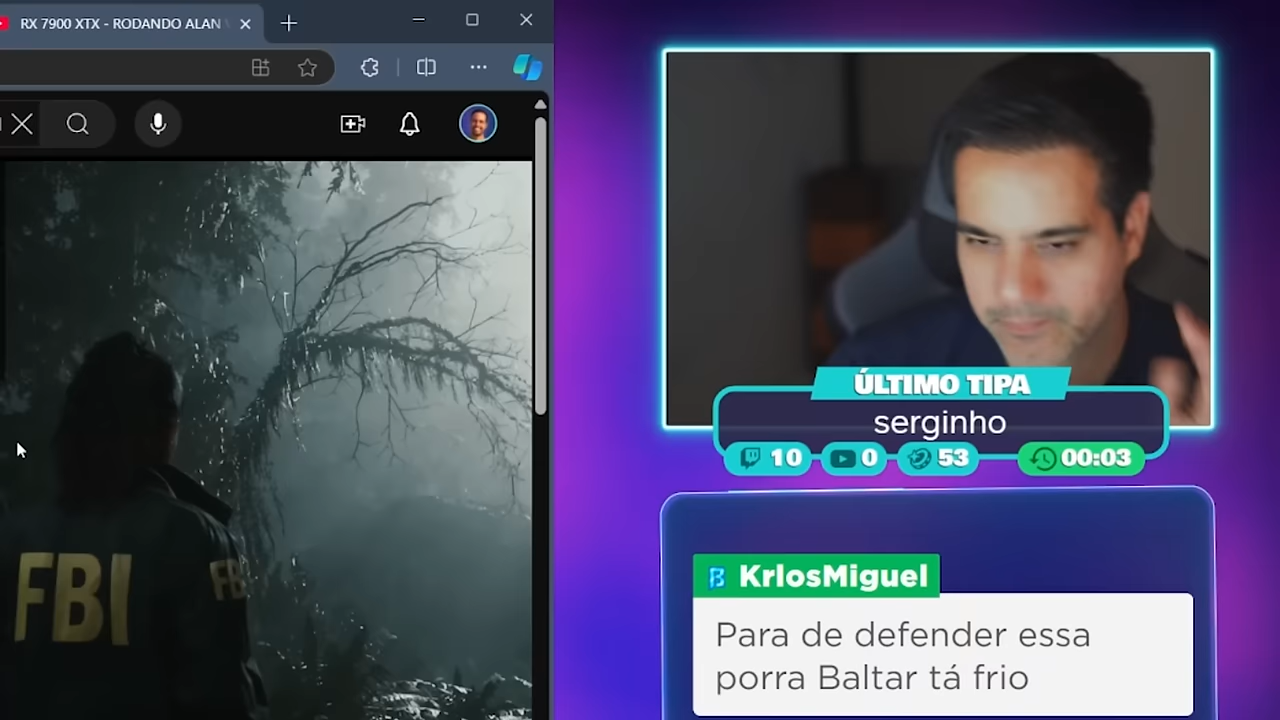 RX 7900 XTX - RODANDO ALAN
FBI
FB
ÚLTIMO TIPA
serginho
10 0 53 00:03
KrlosMiguel
Para de defender essa
porra Baltar tá frio